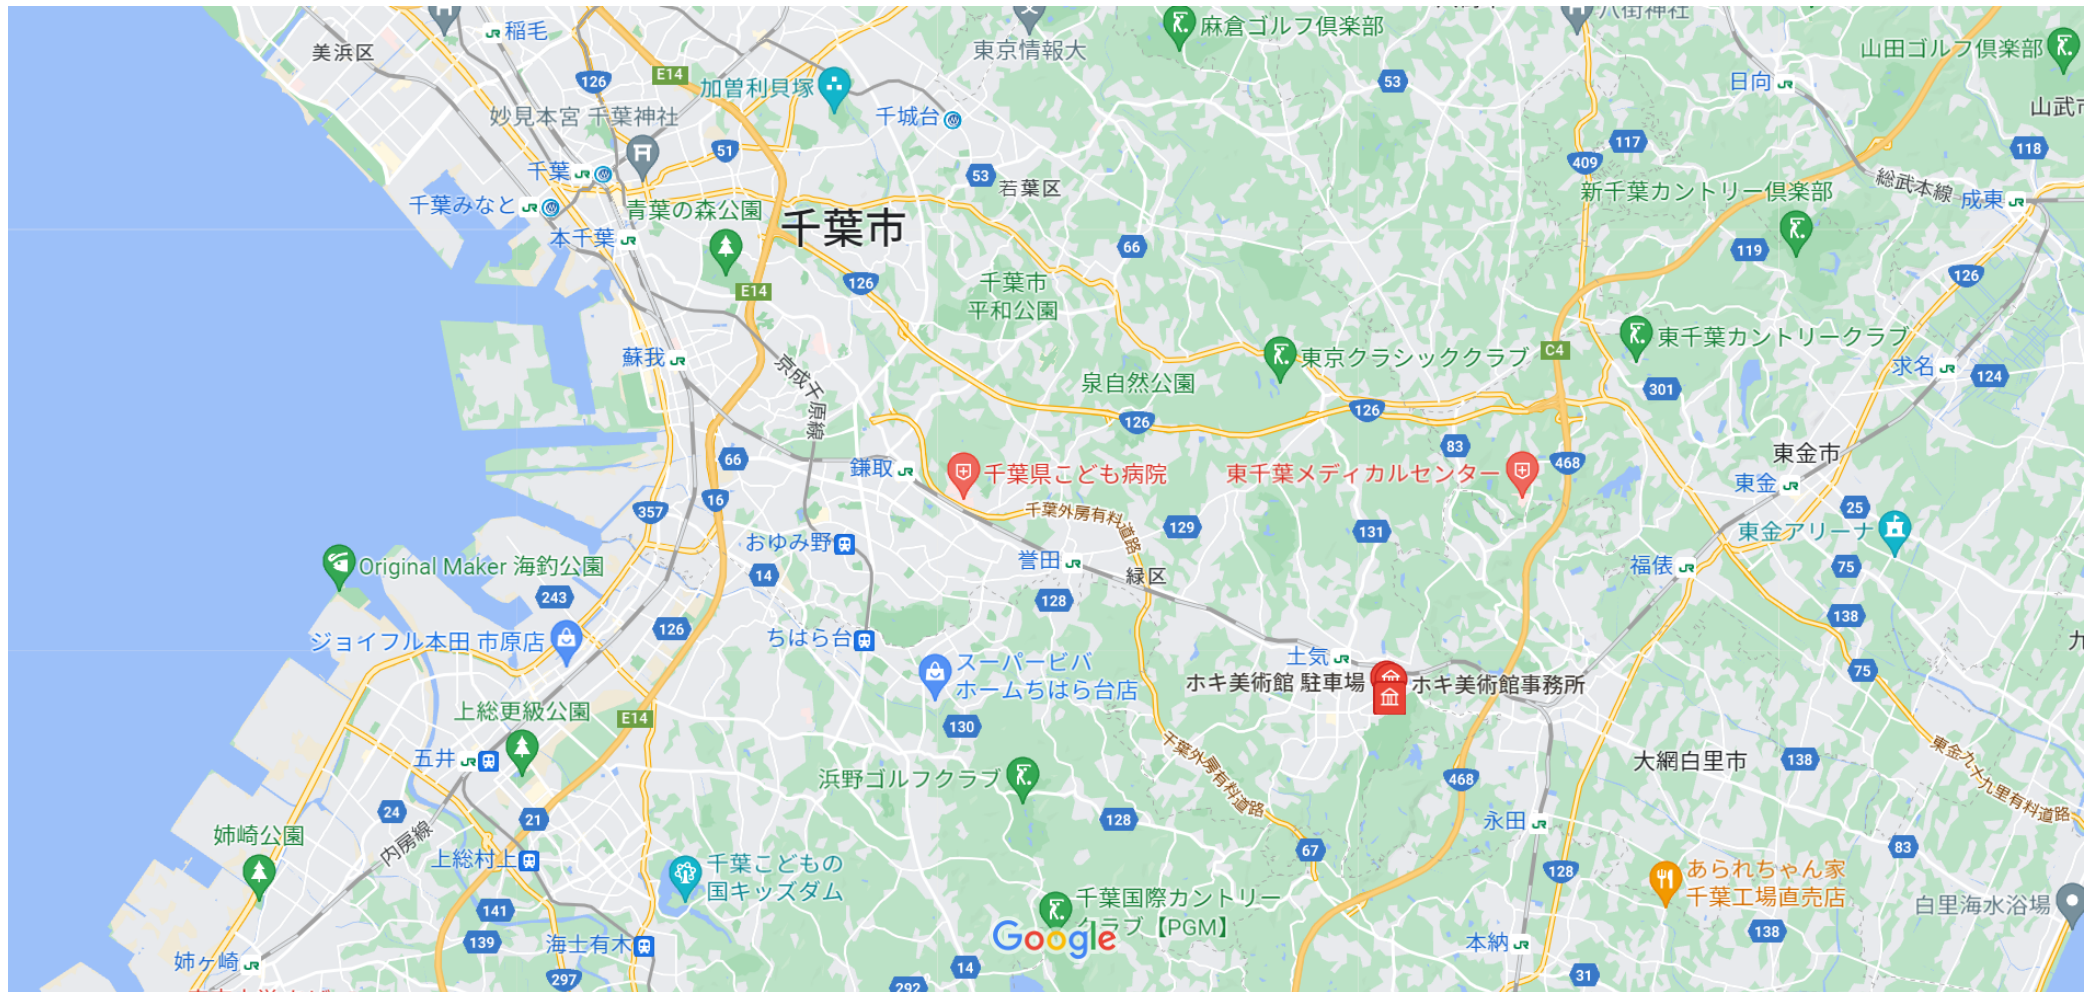 稲毛
美浜区
126
E14
加曽利貝塚
東京情報大
麻倉ゴルフ倶楽部
八街神社
53
山田ゴルフ倶楽部
日向
山武市
妙見本宮 千葉神社
千城台
51
409
117
118
千葉
53
若葉区
新千葉カントリー倶楽部
総武本線
成東
千葉みなと
青葉の森公園
千葉市
本千葉
66
119
126
126
E14
千葉市
平和公園
蘇我
京成千原線
東京クラシッククラブ
C4
東千葉カントリークラブ
泉自然公園
求名
124
301
126
126
83
66
鎌取
千葉県こども病院
東千葉メディカルセンター
468
東金市
東金
16
357
千葉外房有料道路
129
131
25
東金アリーナ
おゆみ野
Original Maker 海釣公園
14
誉田
緑区
福俵
75
243
128
138
126
ジョイフル本田 市原店
ちはら台
スーパービバ
ホームちはら台店
土気
ホキ美術館 駐車場
ホキ美術館事務所
75
上総更級公園
E14
130
五井
千葉外房有料道路
大網白里市
138
東金九十九里有料道路
浜野ゴルフクラブ
468
24
21
128
永田
姉崎公園
内房線
上総村上
67
83
千葉こどもの
国キッズダム
128
あられちゃん家
千葉工場直売店
千葉国際カントリー
クラブ【PGM】
白里海水浴場
141
139
海士有木
Google
本納
138
姉ヶ崎
297
14
292
31